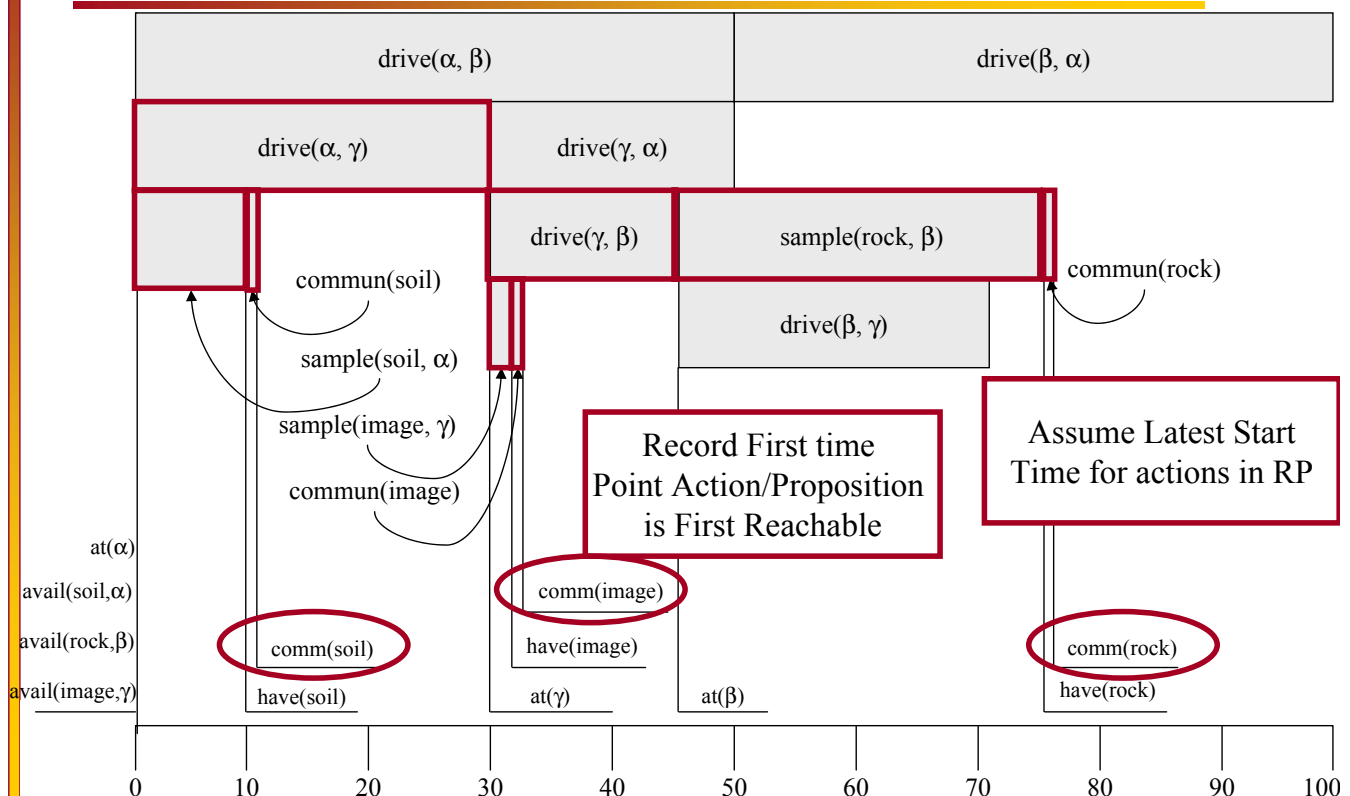 drive(α, β)
drive(β, α)
drive(α, γ)
drive(γ, α)
drive(γ, β)
sample(rock, β)
commun(rock)
commun(soil)
drive(β, γ)
sample(soil, α)
sample(image, γ)
commun(image)
Record First time
Point Action/Proposition
is First Reachable
Assume Latest Start
Time for actions in RP
at(α)
avail(soil,α)
comm(image)
avail(rock,β)
comm(soil)
have(image)
comm(rock)
avail(image,γ)
have(soil)
at(γ)
at(β)
have(rock)
0 10 20 30 40 50 60 70 80 90 100